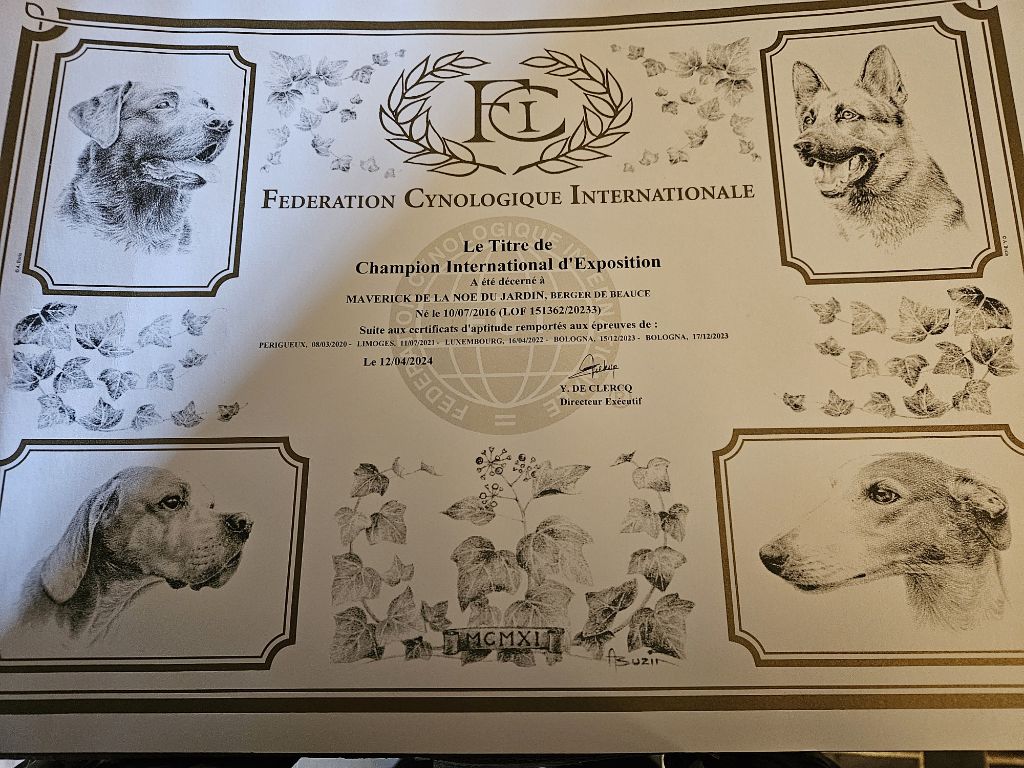 FCI
FEDERATION CYNOLOGIQUE INTERNATIONALE
Le Titre de
Champion International d'Exposition
A été décerné à
MAVERICK DE LA NOE DU JARDIN, BERGER DE BEAUCE
Né le 10/07/2016 (LOF 151362/20233)
Suite aux certificats d'aptitude remportés aux épreuves de :
PERIGUEUX, 08/03/2020 - LIMOGES, 11/07/2021 - LUXEMBOURG, 16/04/2022 - BOLOGNA, 15/12/2023 - BOLOGNA, 17/12/2023
Le 12/04/2024
Y. DE CLERCQ
Directeur Exécutif
MCMXI